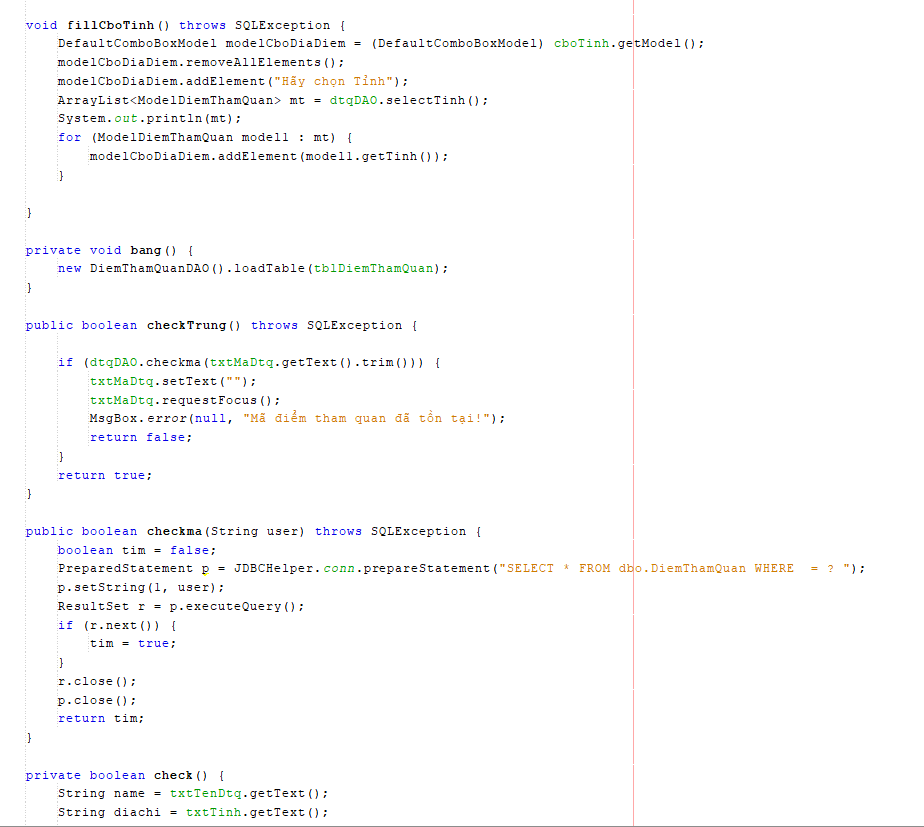 void fillCboTinh() throws SQLException {
    DefaultComboBoxModel modelCboDiaDiem = (DefaultComboBoxModel) cboTinh.getModel();
    modelCboDiaDiem.removeAllElements();
    modelCboDiaDiem.addElement("Hãy chọn Tỉnh");
    ArrayList<ModelDiemThamQuan> mt = dtqDAO.selectTinh();
    System.out.println(mt);
    for (ModelDiemThamQuan modell : mt) {
        modelCboDiaDiem.addElement(modell.getTinh());
    }

}

private void bang() {
    new DiemThamQuanDAO().loadTable(tblDiemThamQuan);
}

public boolean checkTrung() throws SQLException {

    if (dtqDAO.checkma(txtMaDtq.getText().trim())) {
        txtMaDtq.setText("");
        txtMaDtq.requestFocus();
        MsgBox.error(null, "Mã điểm tham quan đã tồn tại!");
        return false;
    }
    return true;
}

public boolean checkma(String user) throws SQLException {
    boolean tim = false;
    PreparedStatement p = JDBCHelper.conn.prepareStatement("SELECT * FROM dbo.DiemThamQuan WHERE  = ? ");
    p.setString(1, user);
    ResultSet r = p.executeQuery();
    if (r.next()) {
        tim = true;
    }
    r.close();
    p.close();
    return tim;
}

private boolean check() {
    String name = txtTenDtq.getText();
    String diachi = txtTinh.getText();